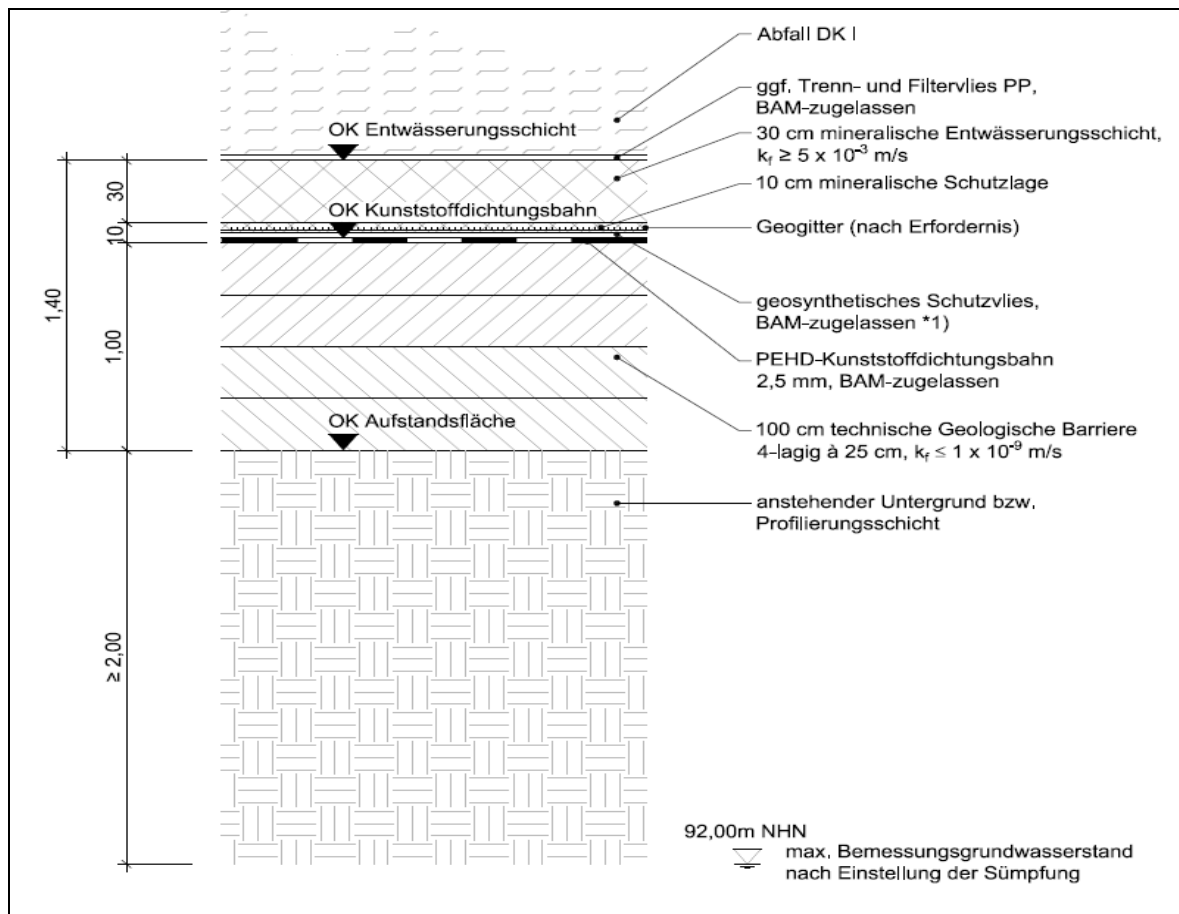 Abfall DK I
ggf. Trenn- und Filtervlies PP,
BAM-zugelassen
OK Entwässerungsschicht
30 cm mineralische Entwässerungsschicht,
k_f ≥ 5 x 10⁻³ m/s
30
10 cm mineralische Schutzlage
OK Kunststoffdichtungsbahn
Geogitter (nach Erfordernis)
10
1,40
geosynthetisches Schutzvlies,
BAM-zugelassen *1)
1,00
PEHD-Kunststoffdichtungsbahn
2,5 mm, BAM-zugelassen
OK Aufstandsfläche
100 cm technische Geologische Barriere
4-lagig à 25 cm, k_f ≤ 1 x 10⁻⁹ m/s
anstehender Untergrund bzw.
Profilierungsschicht
≥ 2,00
92,00m NHN
max. Bemessungsgrundwasserstand
nach Einstellung der Sümpfung